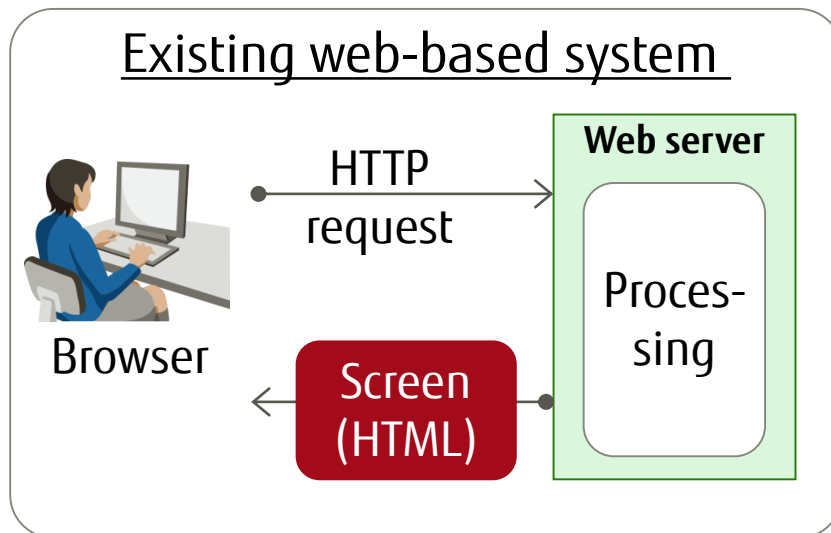 Existing web-based system
Web server
HTTP
request
Proces-
sing
Browser
Screen
(HTML)